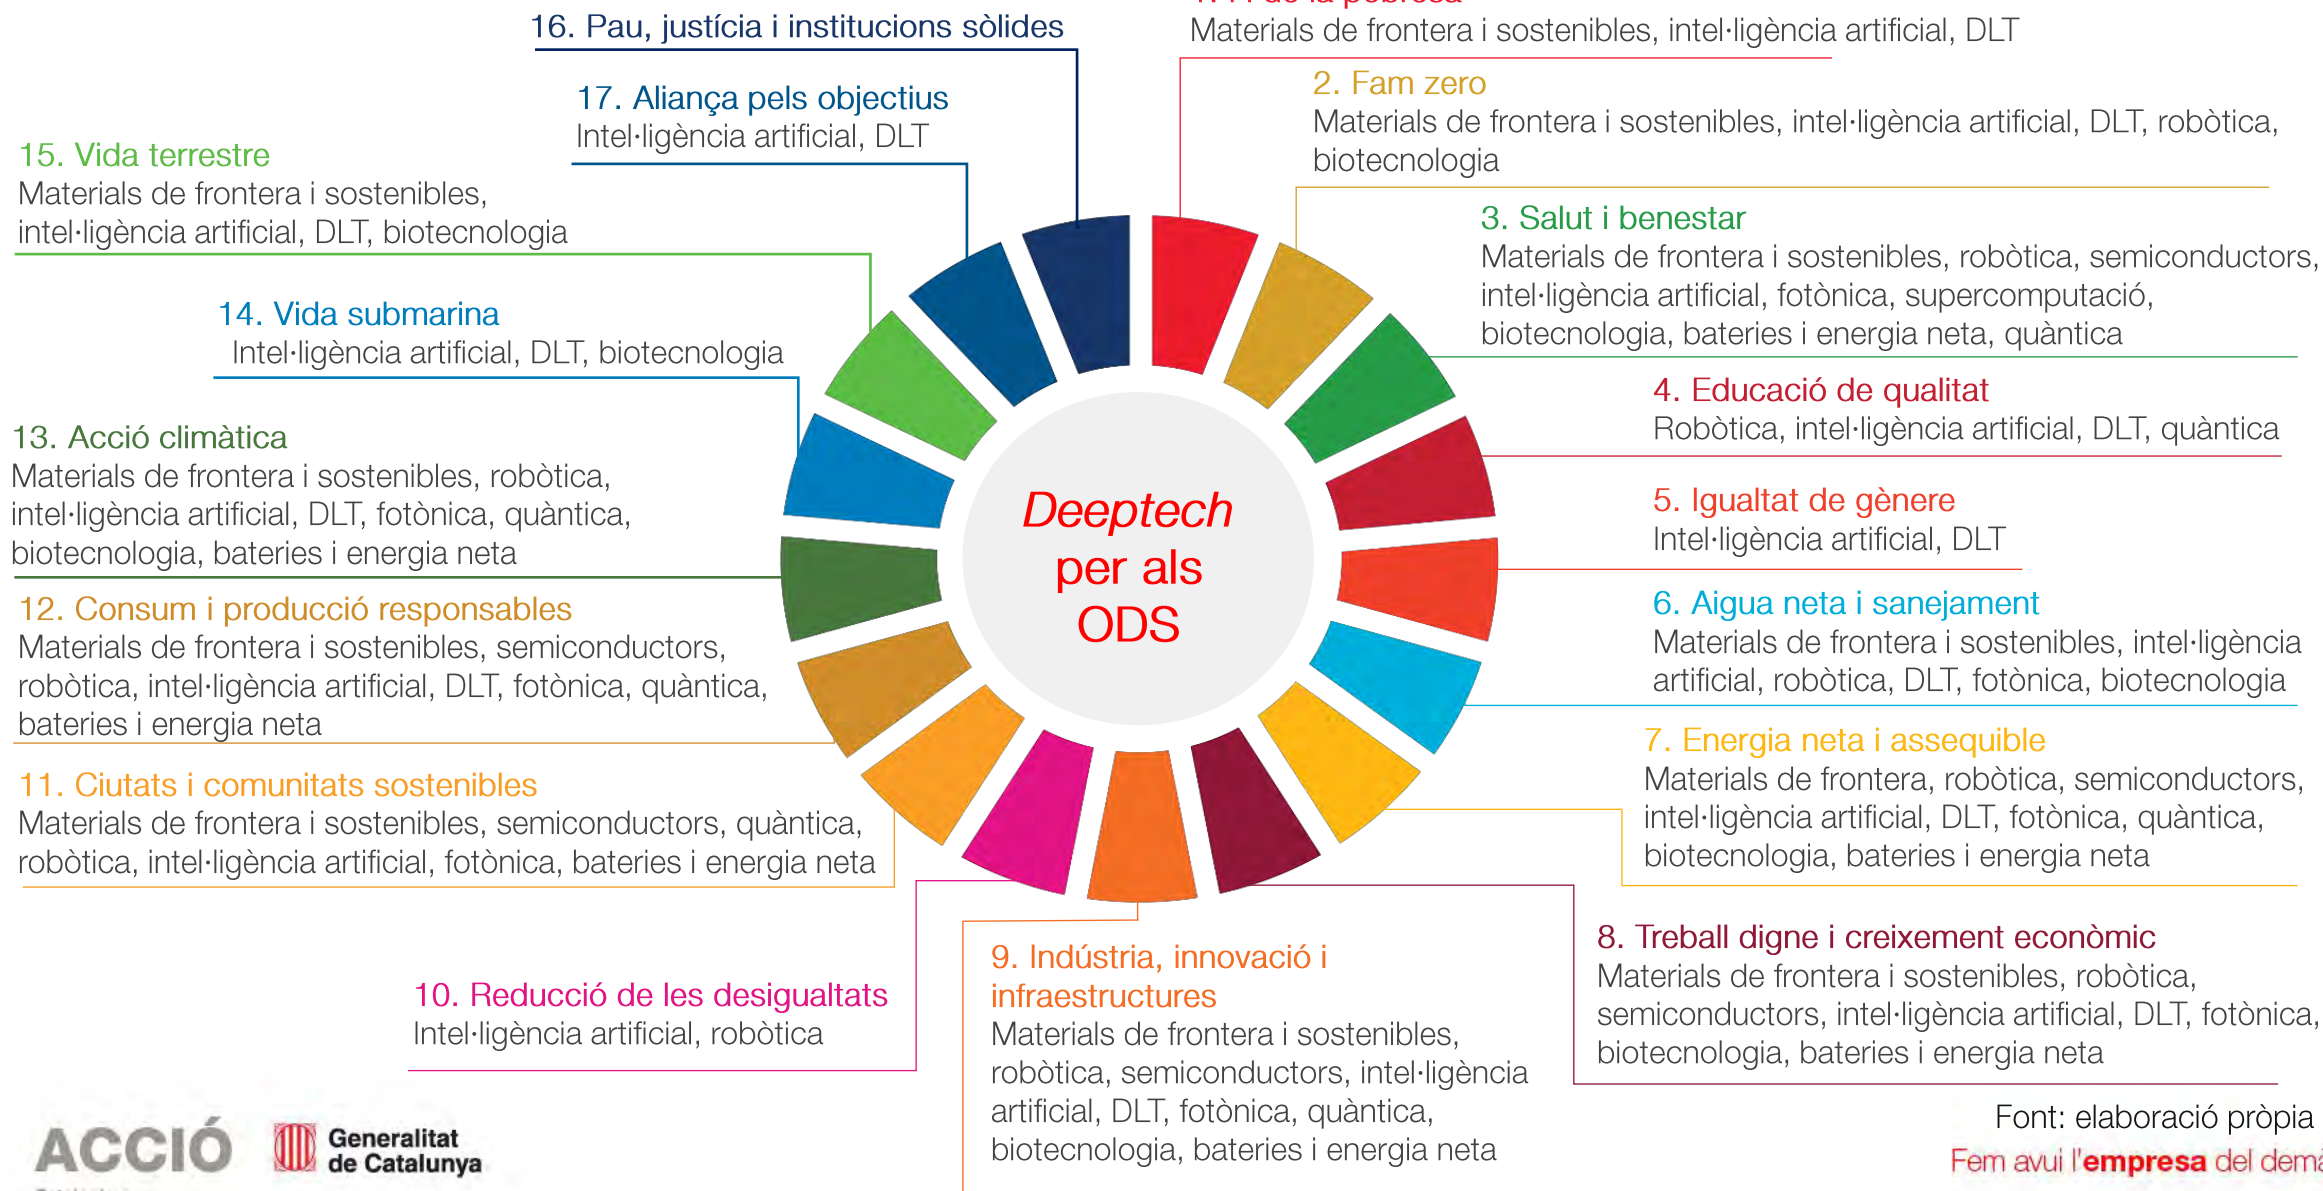 16. Pau, justícia i institucions sòlides
17. Aliança pels objectius
Intel·ligència artificial, DLT
15. Vida terrestre
Materials de frontera i sostenibles,
intel·ligència artificial, DLT, biotecnologia
14. Vida submarina
Intel·ligència artificial, DLT, biotecnologia
13. Acció climàtica
Materials de frontera i sostenibles, robòtica,
intel·ligència artificial, DLT, fotònica, quàntica,
biotecnologia, bateries i energia neta
12. Consum i producció responsables
Materials de frontera i sostenibles, semiconductors,
robòtica, intel·ligència artificial, DLT, fotònica, quàntica,
bateries i energia neta
11. Ciutats i comunitats sostenibles
Materials de frontera i sostenibles, semiconductors, quàntica,
robòtica, intel·ligència artificial, fotònica, bateries i energia neta
10. Reducció de les desigualtats
Intel·ligència artificial, robòtica
Deeptech
per als
ODS
pobresa
Materials de frontera i sostenibles, intel·ligència artificial, DLT
2. Fam zero
Materials de frontera i sostenibles, intel·ligència artificial, DLT, robòtica,
biotecnologia
3. Salut i benestar
Materials de frontera i sostenibles, robòtica, semiconductors,
intel·ligència artificial, fotònica, supercomputació,
biotecnologia, bateries i energia neta, quàntica
4. Educació de qualitat
Robòtica, intel·ligència artificial, DLT, quàntica
5. Igualtat de gènere
Intel·ligència artificial, DLT
6. Aigua neta i sanejament
Materials de frontera i sostenibles, intel·ligència
artificial, robòtica, DLT, fotònica, biotecnologia
7. Energia neta i assequible
Materials de frontera, robòtica, semiconductors,
intel·ligència artificial, DLT, fotònica, quàntica,
biotecnologia, bateries i energia neta
8. Treball digne i creixement econòmic
Materials de frontera i sostenibles, robòtica,
semiconductors, intel·ligència artificial, DLT, fotònica,
biotecnologia, bateries i energia neta
9. Indústria, innovació i
infraestructures
Materials de frontera i sostenibles,
robòtica, semiconductors, intel·ligència
artificial, DLT, fotònica, quàntica,
biotecnologia, bateries i energia neta
ACCIÓ
Generalitat
de Catalunya
Font: elaboració pròpia
Fem avui l'empresa del demà